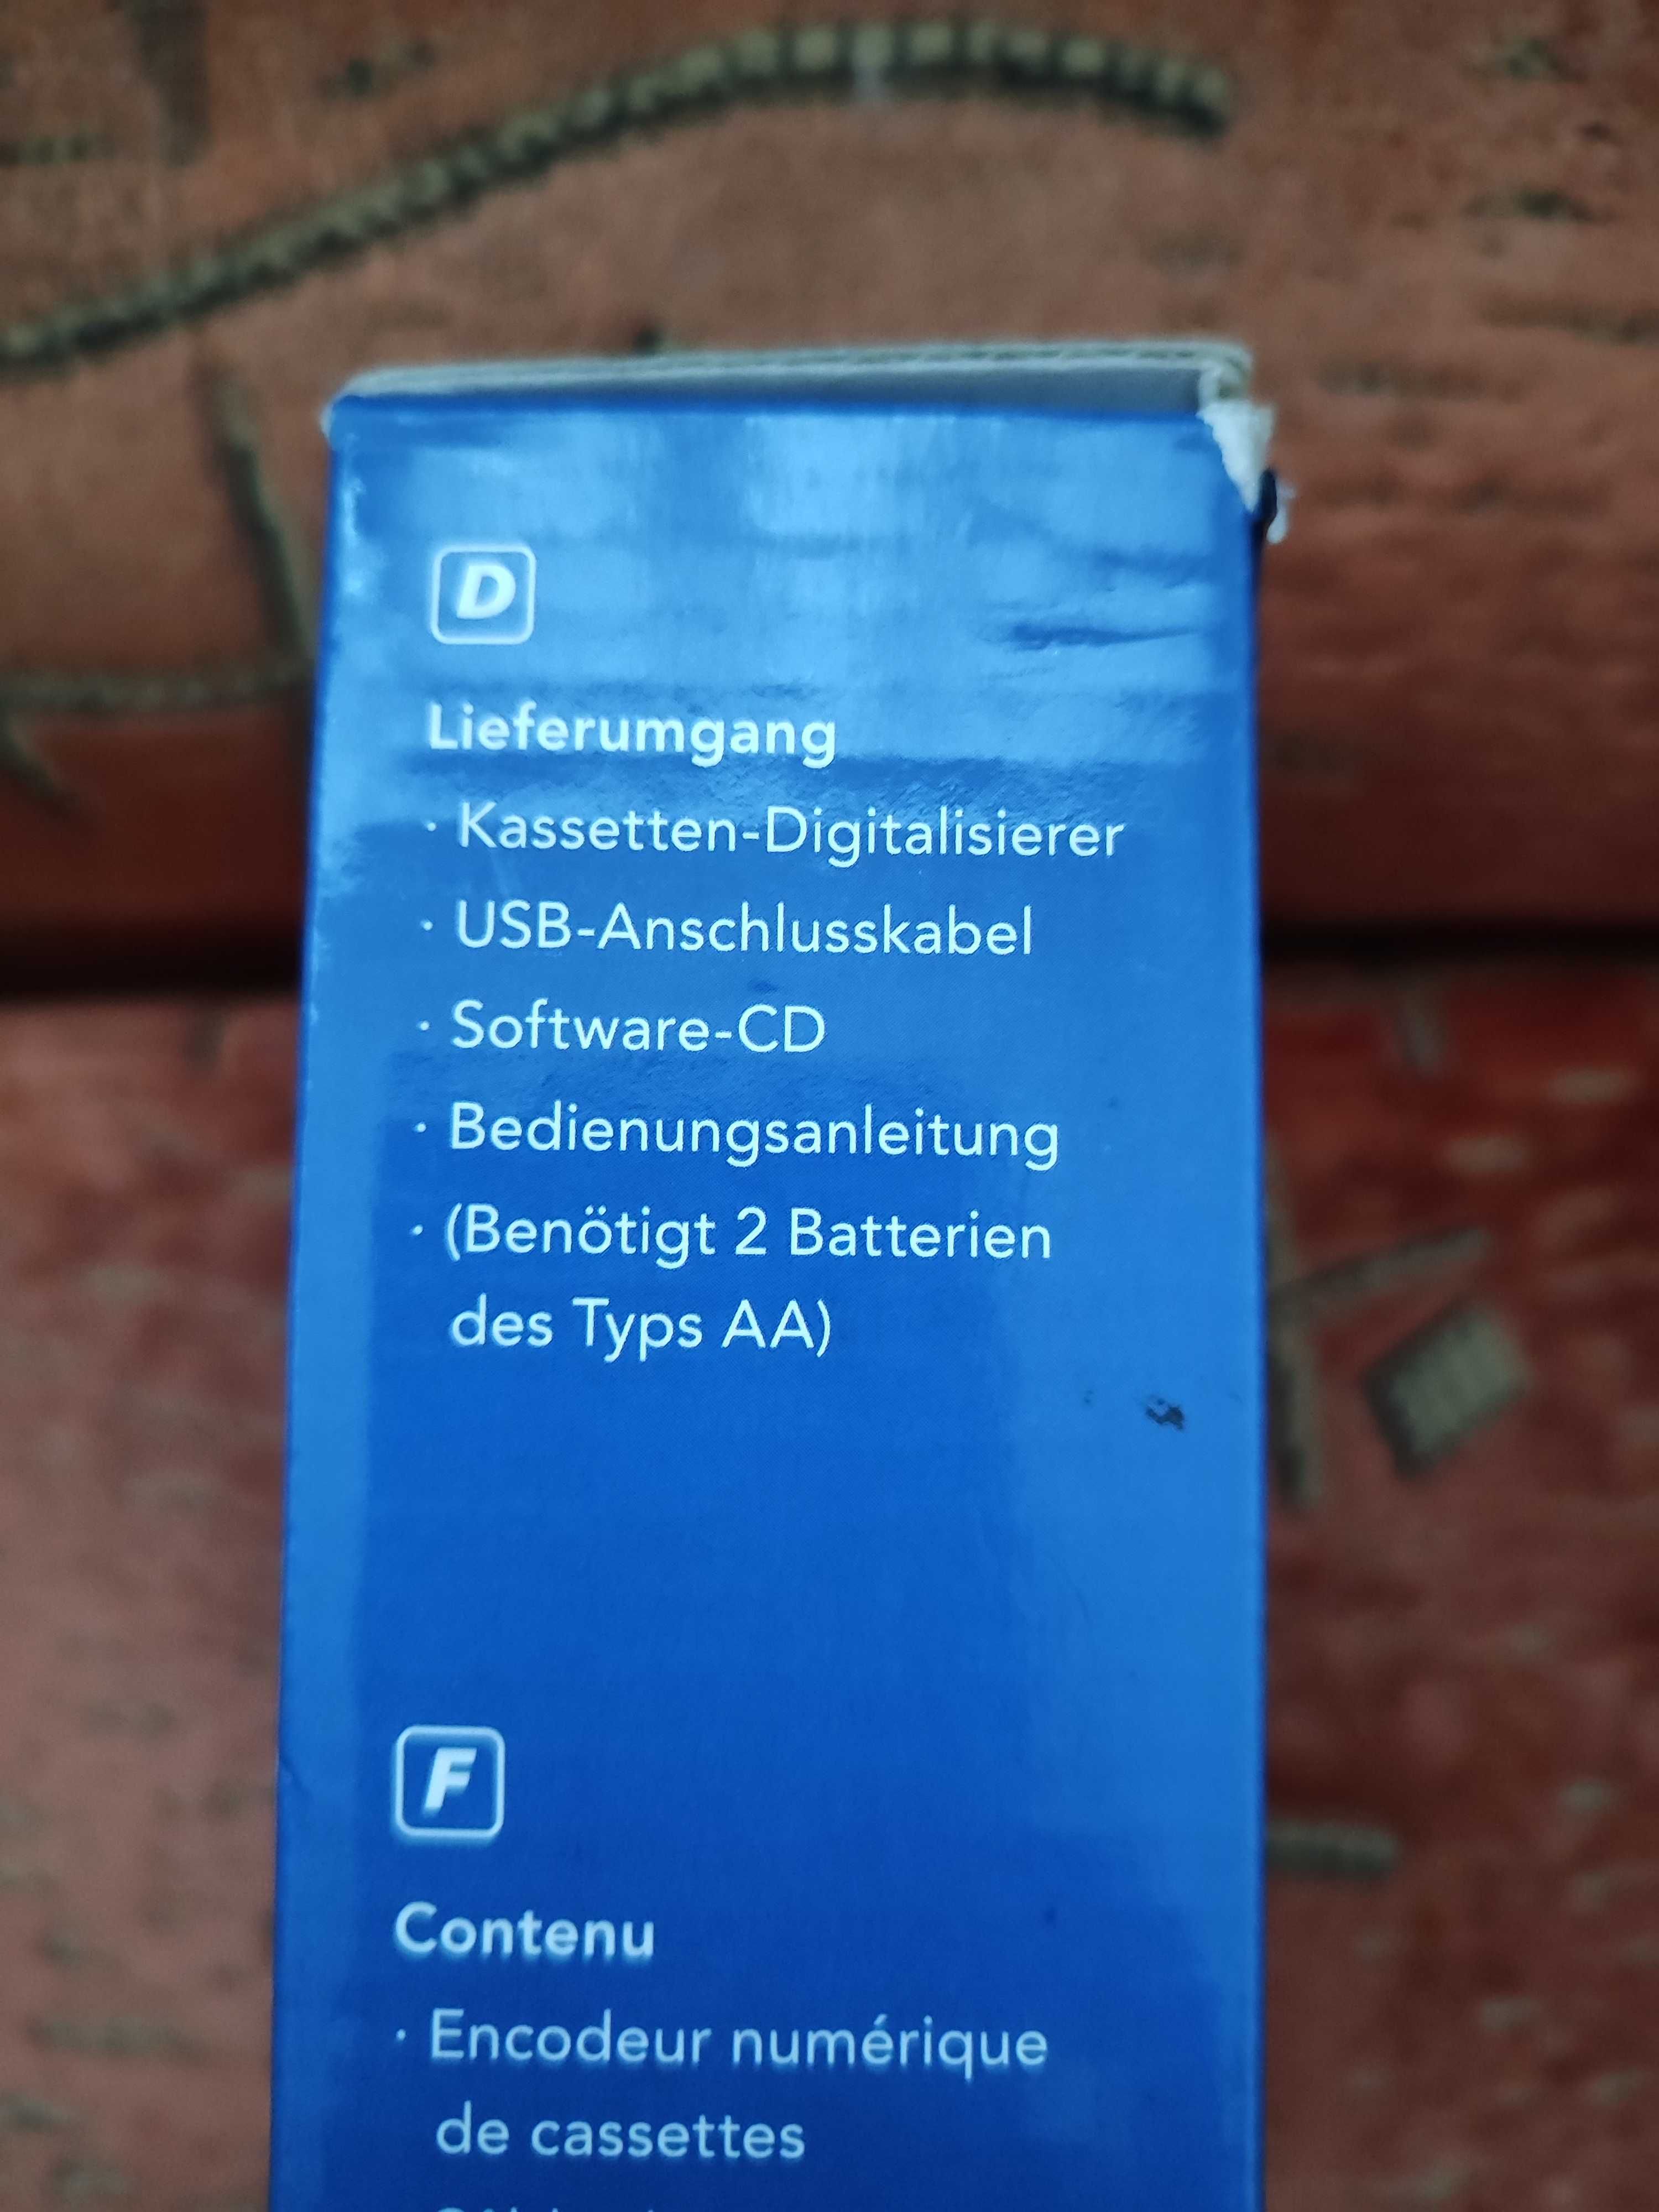 D
Lieferumgang
· Kassetten-Digitalisierer
· USB-Anschlusskabel
· Software-CD
· Bedienungsanleitung
· (Benötigt 2 Batterien
des Typs AA)
F
Contenu
· Encodeur numérique
de cassettes